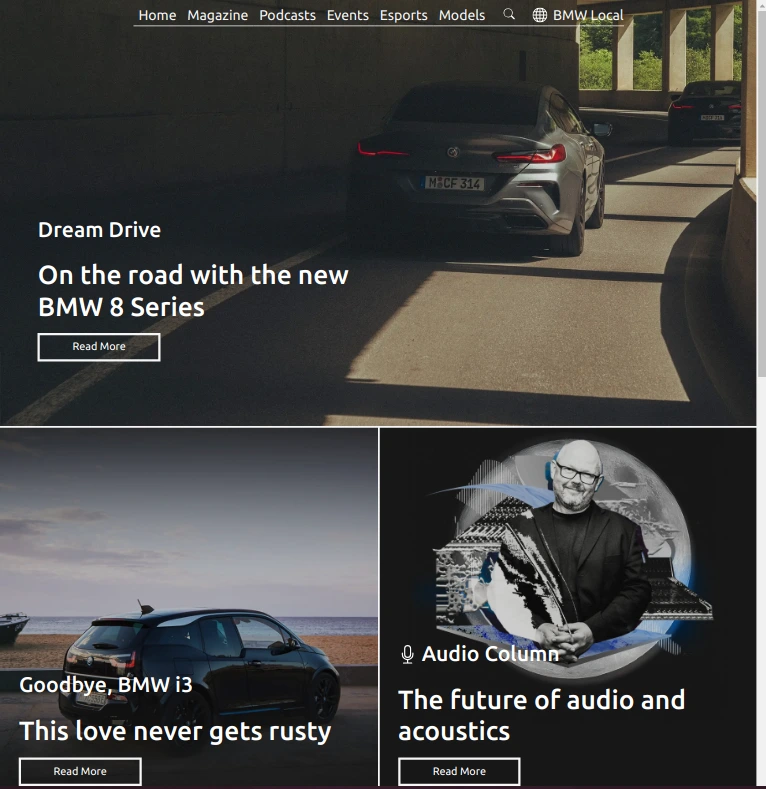 Home Magazine Podcasts Events Esports Models BMW Local
M CF 314
Dream Drive
On the road with the new
BMW 8 Series
Read More
Goodbye, BMW i3
This love never gets rusty
Read More
Audio Column
The future of audio and
acoustics
Read More